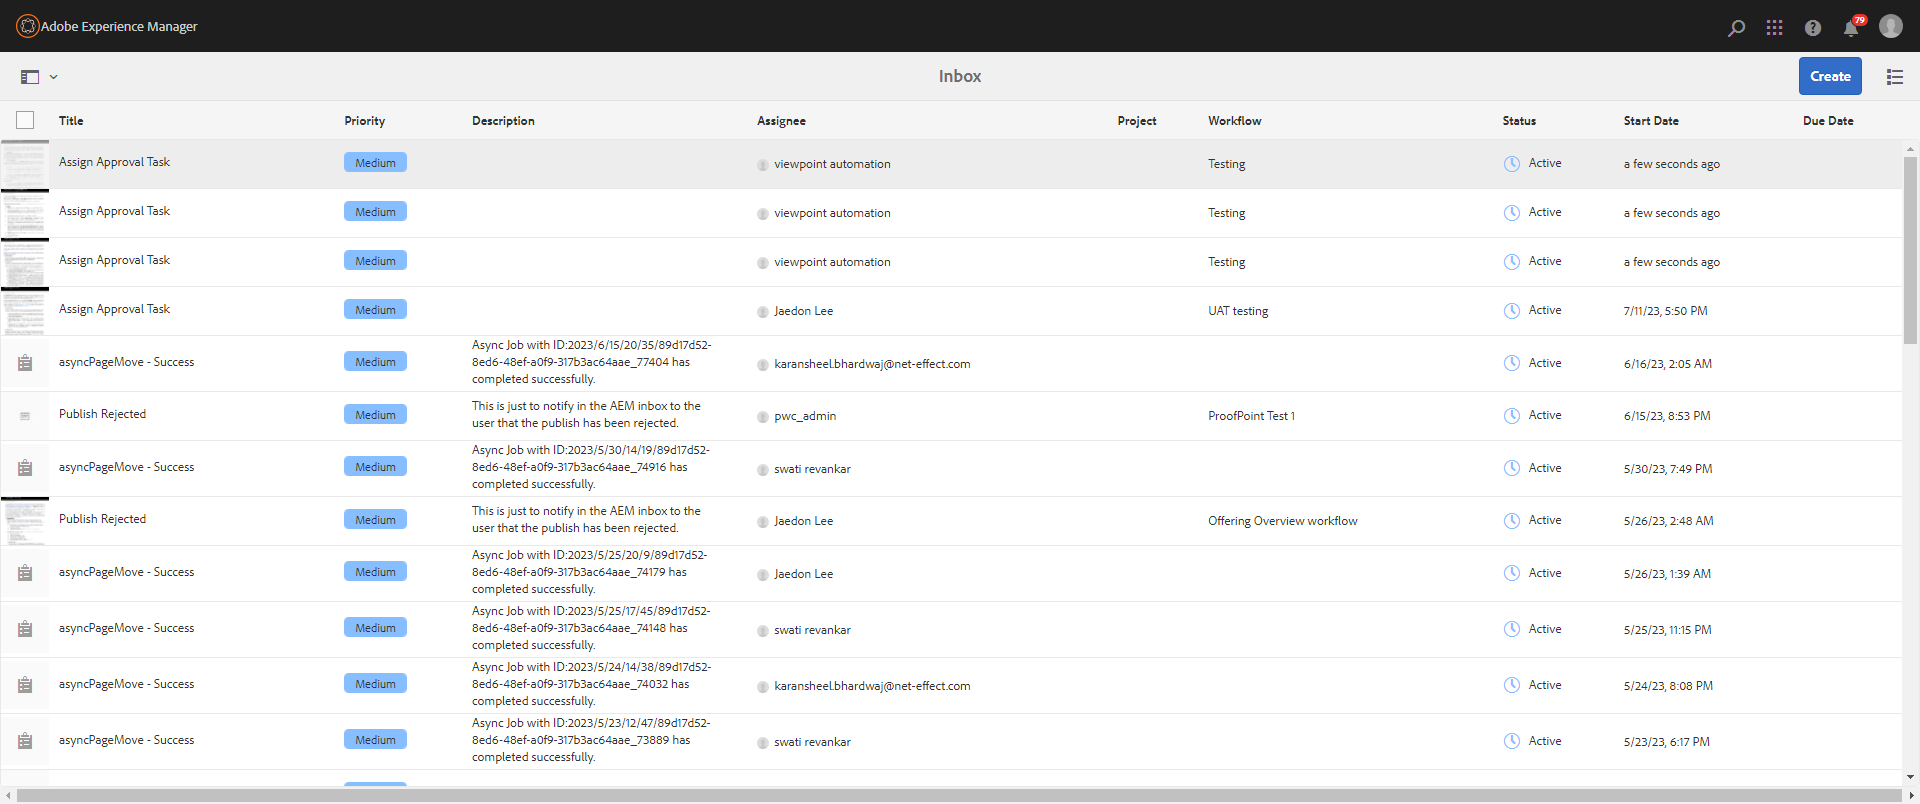 Adobe Experience Manager
79
Inbox
Create
Title Priority Description Assignee Project Workflow Status Start Date Due Date
Assign Approval Task Medium viewpoint automation Testing Active a few seconds ago
Assign Approval Task Medium viewpoint automation Testing Active a few seconds ago
Assign Approval Task Medium viewpoint automation Testing Active a few seconds ago
Assign Approval Task Medium Jaedon Lee UAT testing Active 7/11/23, 5:50 PM
Async Job with ID:2023/6/15/20/35/89d17d52-
asyncPageMove - Success Medium 8ed6-48ef-a0f9-317b3ac64aae_77404 has karansheel.bhardwaj@net-effect.com Active 6/16/23, 2:05 AM
completed successfully.
This is just to notify in the AEM inbox to the
Publish Rejected Medium user that the publish has been rejected. pwc_admin ProofPoint Test 1 Active 6/15/23, 8:53 PM
Async Job with ID:2023/5/30/14/19/89d17d52-
asyncPageMove - Success Medium 8ed6-48ef-a0f9-317b3ac64aae_74916 has swati revankar Active 5/30/23, 7:49 PM
completed successfully.
This is just to notify in the AEM inbox to the
Publish Rejected Medium user that the publish has been rejected. Jaedon Lee Offering Overview workflow Active 5/26/23, 2:48 AM
Async Job with ID:2023/5/25/20/9/89d17d52-
asyncPageMove - Success Medium 8ed6-48ef-a0f9-317b3ac64aae_74179 has Jaedon Lee Active 5/26/23, 1:39 AM
completed successfully.
Async Job with ID:2023/5/25/17/45/89d17d52-
asyncPageMove - Success Medium 8ed6-48ef-a0f9-317b3ac64aae_74148 has swati revankar Active 5/25/23, 11:15 PM
completed successfully.
Async Job with ID:2023/5/24/14/38/89d17d52-
asyncPageMove - Success Medium 8ed6-48ef-a0f9-317b3ac64aae_74032 has karansheel.bhardwaj@net-effect.com Active 5/24/23, 8:08 PM
completed successfully.
Async Job with ID:2023/5/23/12/47/89d17d52-
asyncPageMove - Success Medium 8ed6-48ef-a0f9-317b3ac64aae_73889 has swati revankar Active 5/23/23, 6:17 PM
completed successfully.